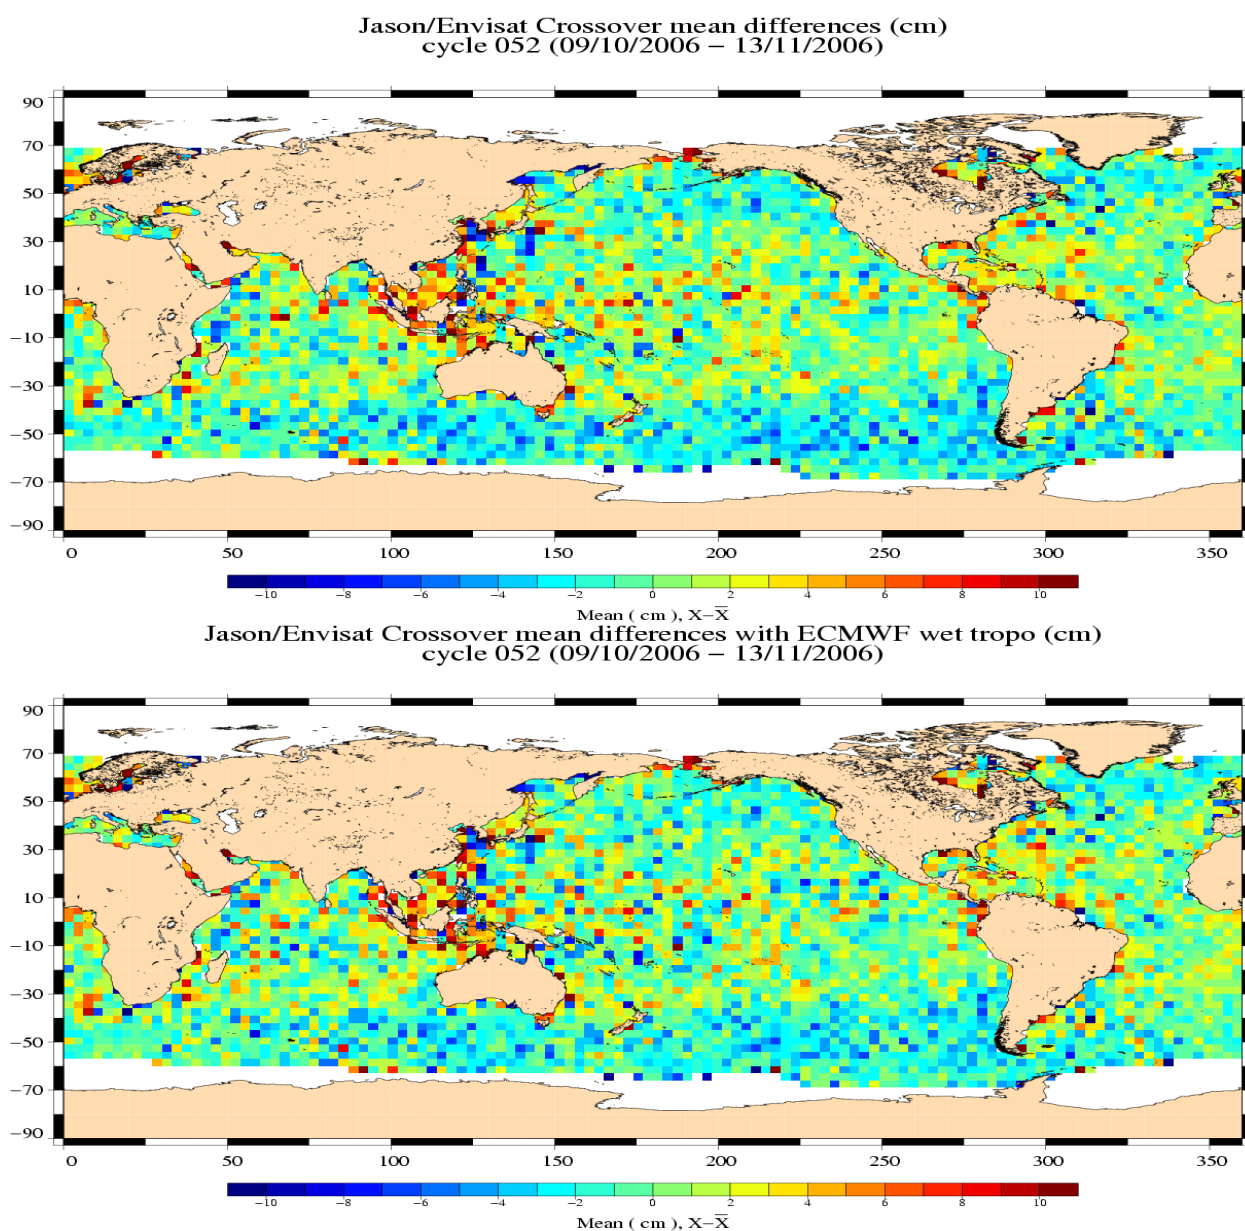 Jason/Envisat Crossover mean differences (cm)
cycle 052 (09/10/2006 − 13/11/2006)
90
70
50
30
10
−10
−30
−50
−70
−90
0 50 100 150 200 250 300 350
−10 −8 −6 −4 −2 0 2 4 6 8 10
Mean ( cm ), X−X̅
Jason/Envisat Crossover mean differences with ECMWF wet tropo (cm)
cycle 052 (09/10/2006 − 13/11/2006)
90
70
50
30
10
−10
−30
−50
−70
−90
0 50 100 150 200 250 300 350
−10 −8 −6 −4 −2 0 2 4 6 8 10
Mean ( cm ), X−X̅